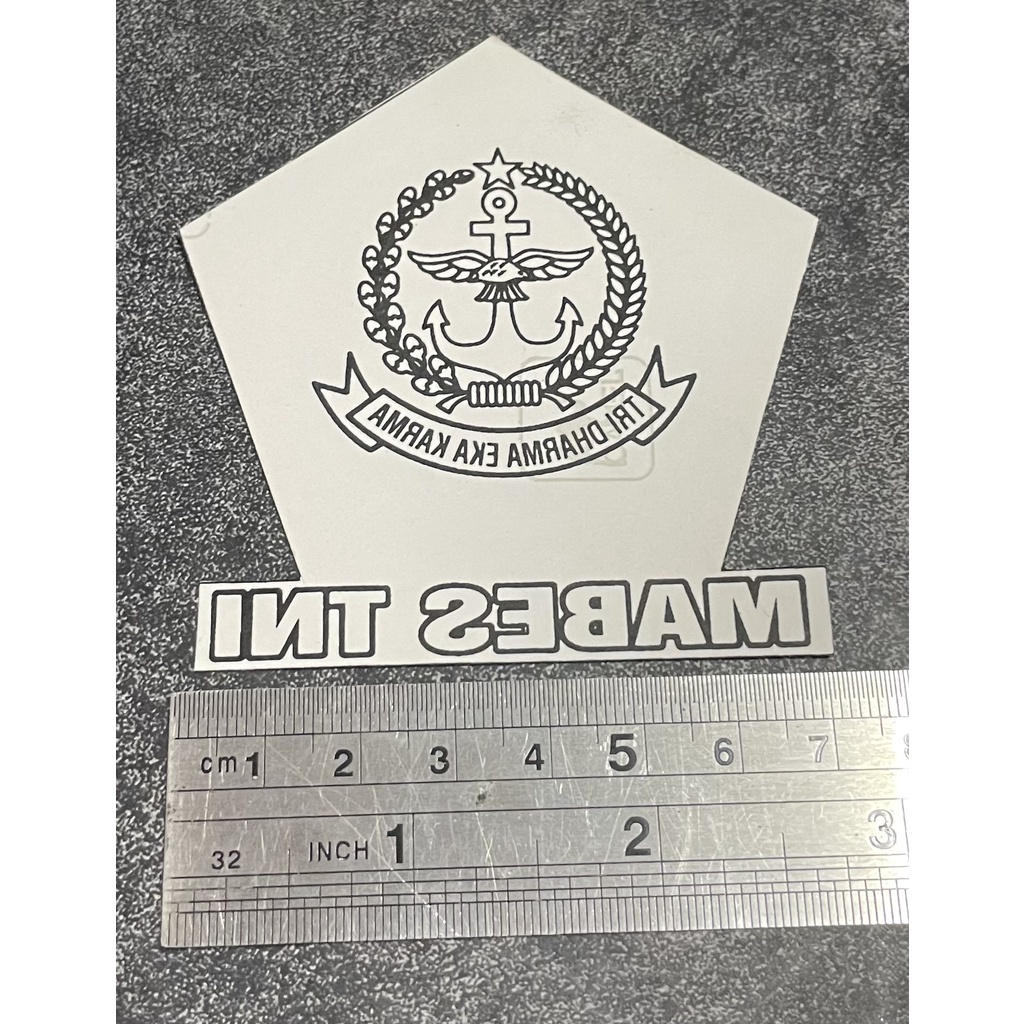 TRI DHARMA EKA KARMA
MABES TNI
cm 1 2 3 4 5 6 7
32 INCH 1 2 3